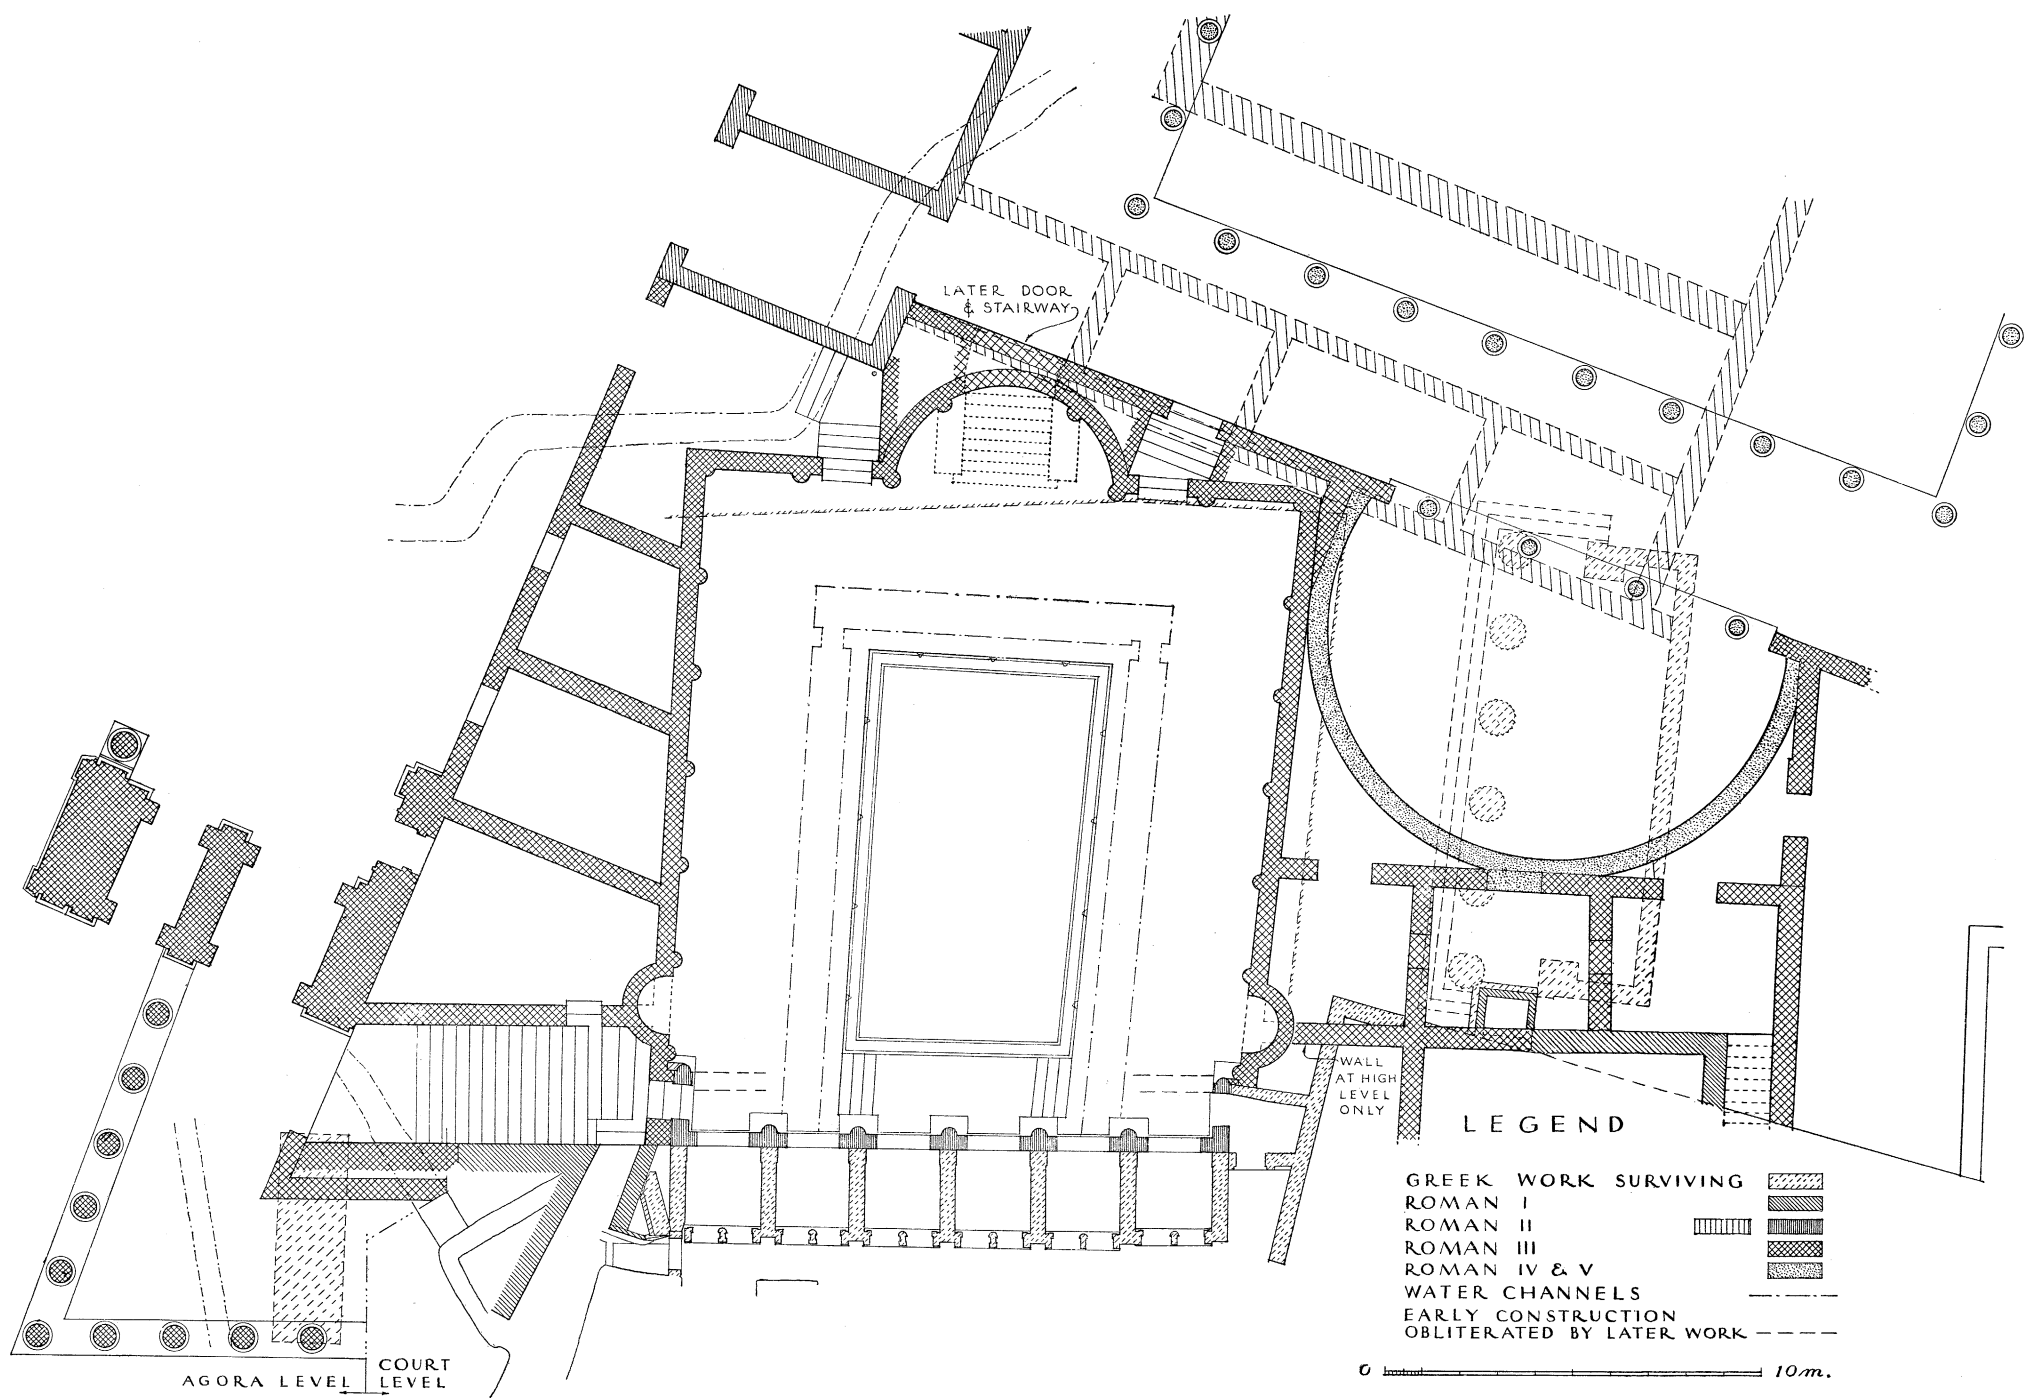 LATER DOOR
& STAIRWAY
WALL
AT HIGH
LEVEL
ONLY
LEGEND
GREEK WORK SURVIVING
ROMAN I
ROMAN II
ROMAN III
ROMAN IV & V
WATER CHANNELS
EARLY CONSTRUCTION
OBLITERATED BY LATER WORK
0 10m.
COURT
AGORA LEVEL LEVEL